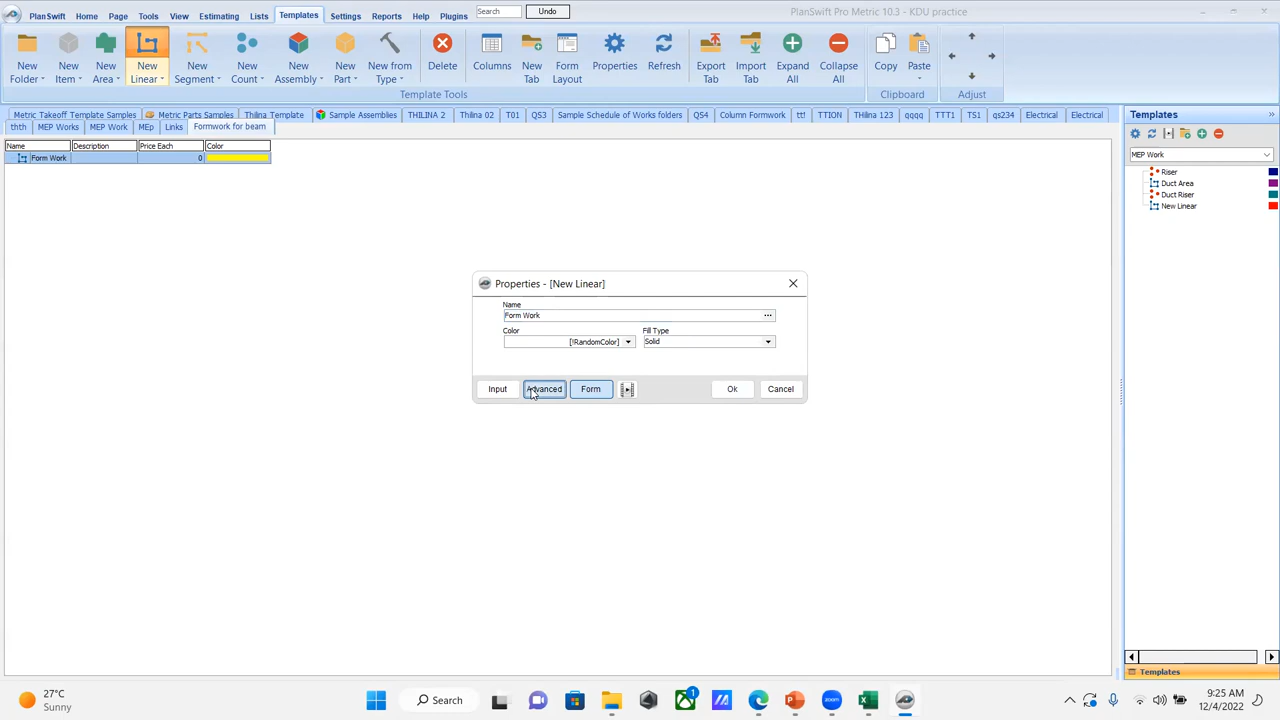 PlanSwift Home Page Tools View Estimating Lists Templates Settings Reports Help Plugins Search Undo PlanSwift Pro Metric 10.3 - KDU practice
New Folder New Item New Area New Linear New Segment New Count New Assembly New Part New from Type Delete Columns New Tab Form Layout Properties Refresh Export Tab Import Tab Expand All Collapse All Copy Paste
Template Tools Clipboard Adjust
Metric Takeoff Template Samples Metric Parts Samples Thilina Template Sample Assemblies THILINA 2 Thilina 02 T01 QS3 Sample Schedule of Works folders QS4 Column Formwork ttf TTION THilina 123 qqqq TTT1 TS1 qs234 Electrical Electrical
thth MEP Works MEP Work MEp Links Formwork for beam
Name Description Price Each Color
Form Work 0
Templates
MEP Work
Riser
Duct Area
Duct Riser
New Linear
Properties - [New Linear]
Name
Form Work
Color Fill Type
[!RandomColor] Solid
Input Advanced Form Ok Cancel
Templates
27°C
Sunny
Search
1
9:25 AM
12/4/2022